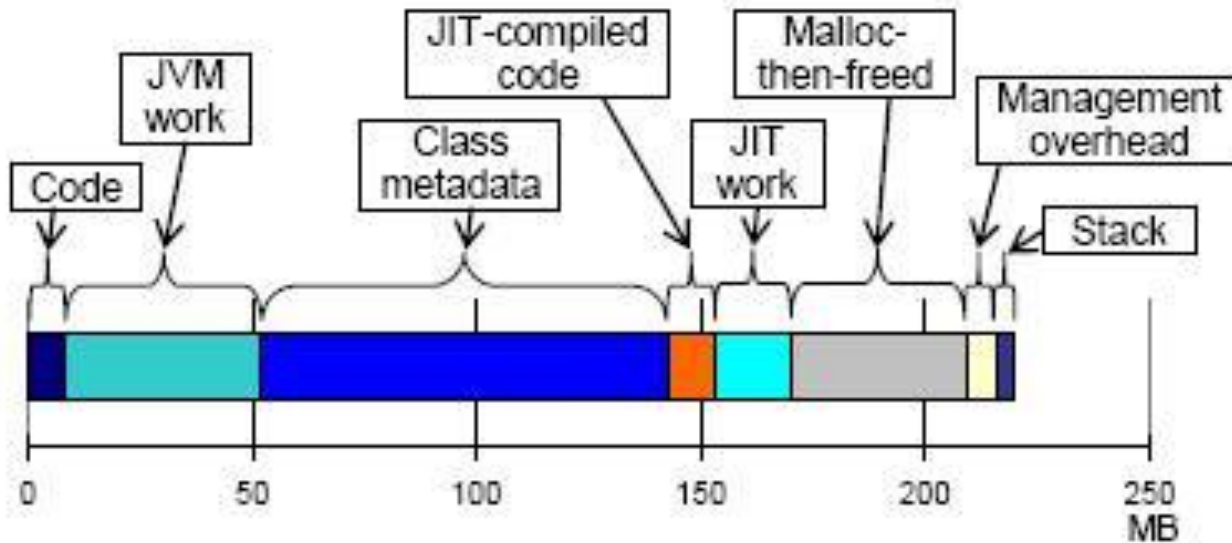 JIT-compiled
code
Malloc-
then-freed
JVM
work
Management
overhead
Class
metadata
JIT
work
Code
Stack
0
50
100
150
200
250
MB